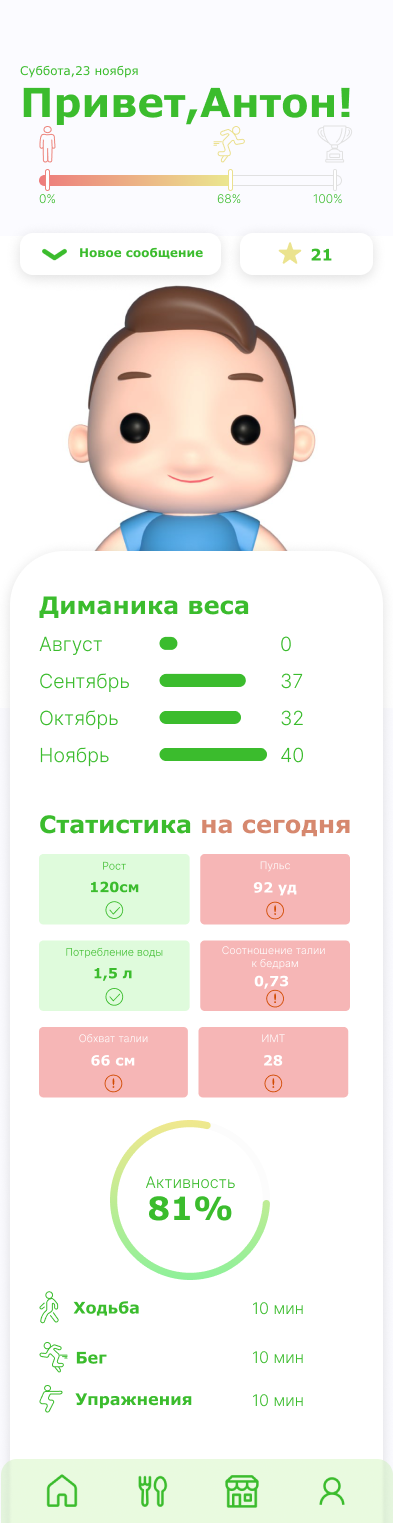 Суббота,23 ноября
Привет,Антон!
0%
68%
100%
Новое сообщение
21
Диманика веса
Август 0
Сентябрь 37
Октябрь 32
Ноябрь 40
Статистика на сегодня
Рост
120см
Пульс
92 уд
Потребление воды
1,5 л
Соотношение талии
к бедрам
0,73
Обхват талии
66 см
ИМТ
28
Активность
81%
Ходьба 10 мин
Бег 10 мин
Упражнения 10 мин